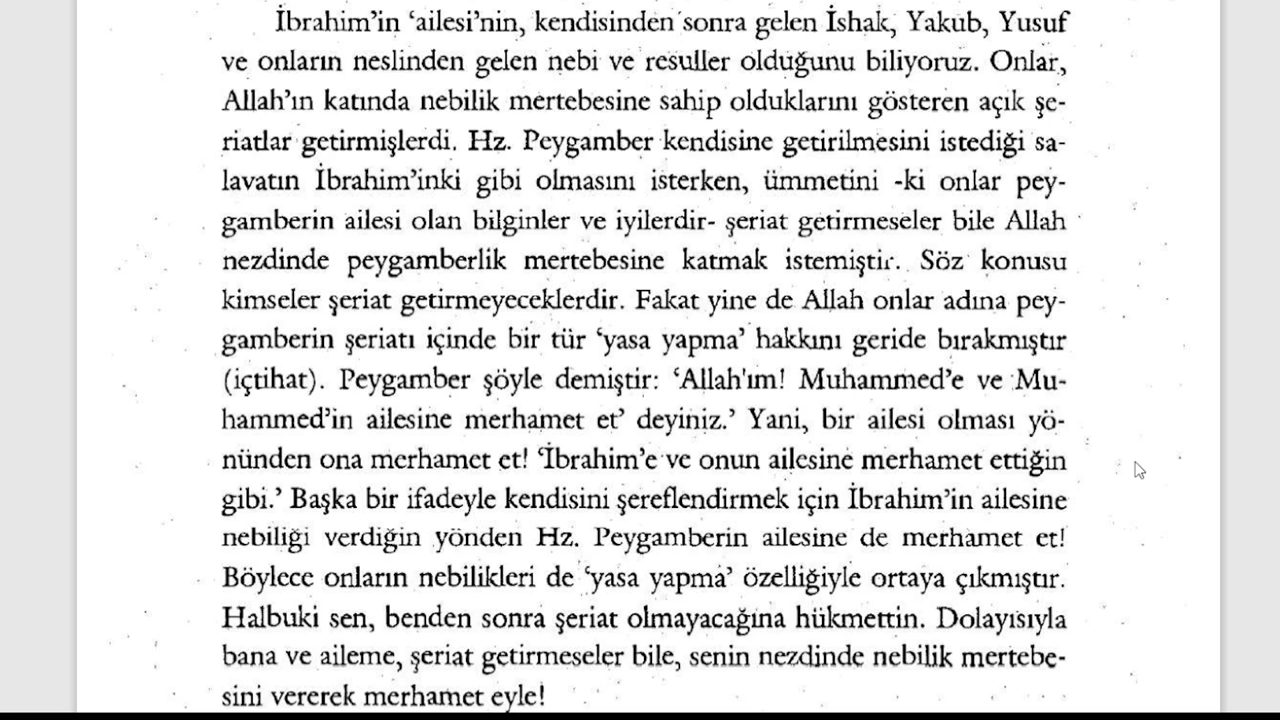 İbrahim’in ‘ailesi’nin, kendisinden sonra gelen İshak, Yakub, Yusuf
ve onların neslinden gelen nebi ve resuller olduğunu biliyoruz. Onlar,
Allah’ın katında nebilik mertebesine sahip olduklarını gösteren açık şe-
riatlar getirmişlerdi. Hz. Peygamber kendisine getirilmesini istediği sa-
lavatın İbrahim’inki gibi olmasını isterken, ümmetini -ki onlar pey-
gamberin ailesi olan bilginler ve iyilerdir- şeriat getirmeseler bile Allah
nezdinde peygamberlik mertebesine katmak istemiştir. Söz konusu
kimseler şeriat getirmeyeceklerdir. Fakat yine de Allah onlar adına pey-
gamberin şeriatı içinde bir tür ‘yasa yapma’ hakkını geride bırakmıştır
(içtihat). Peygamber şöyle demiştir: ‘Allah'ım! Muhammed’e ve Mu-
hammed’in ailesine merhamet et’ deyiniz.’ Yani, bir ailesi olması yö-
nünden ona merhamet et! ‘İbrahim’e ve onun ailesine merhamet ettiğin
gibi.’ Başka bir ifadeyle kendisini şereflendirmek için İbrahim’in ailesine
nebiliği verdiğin yönden Hz. Peygamberin ailesine de merhamet et!
Böylece onların nebilikleri de ‘yasa yapma’ özelliğiyle ortaya çıkmıştır.
Halbuki sen, benden sonra şeriat olmayacağına hükmettin. Dolayısıyla
bana ve aileme, şeriat getirmeseler bile, senin nezdinde nebilik mertebe-
sini vererek merhamet eyle!